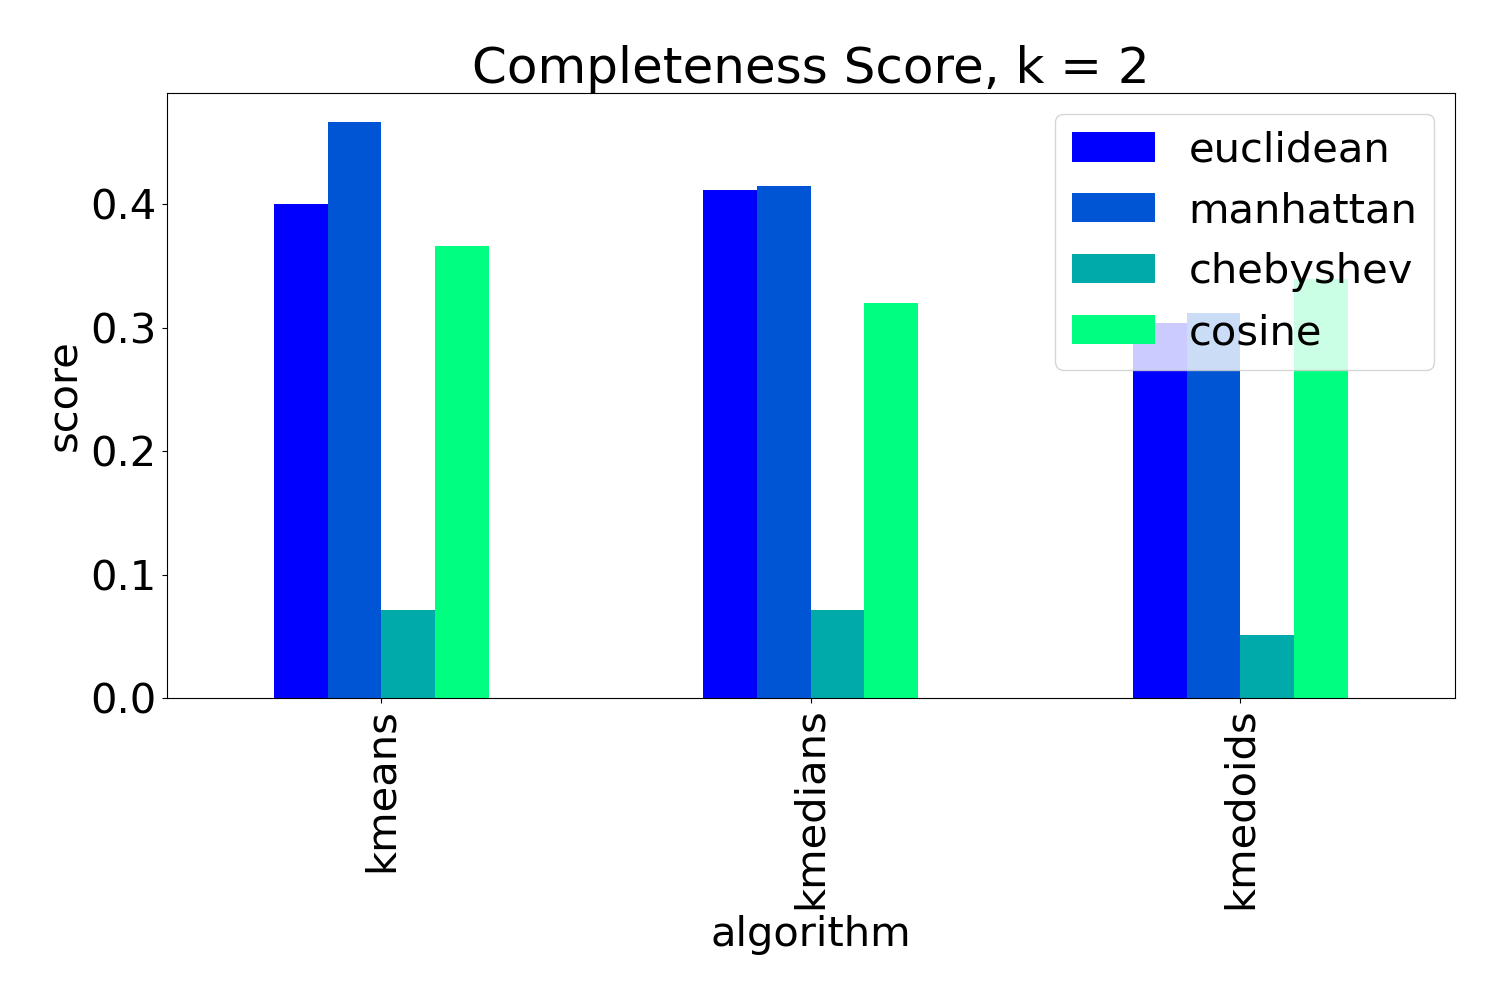 Completeness Score, k = 2
score
0.4
0.3
0.2
0.1
0.0
euclidean
manhattan
chebyshev
cosine
kmeans
kmedians
kmedoids
algorithm